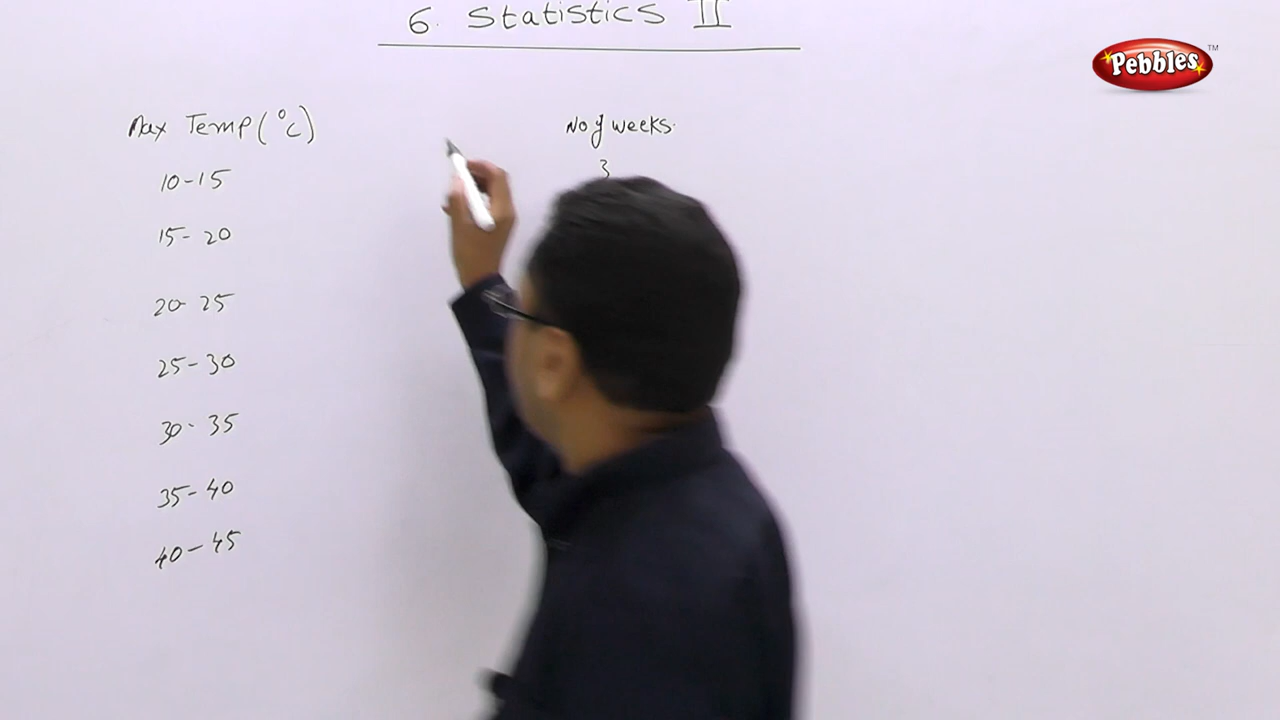 6. Statistics II
Pebbles™
Max Temp (°C) No of weeks.
10-15 3
15-20
20-25
25-30
30-35
35-40
40-45